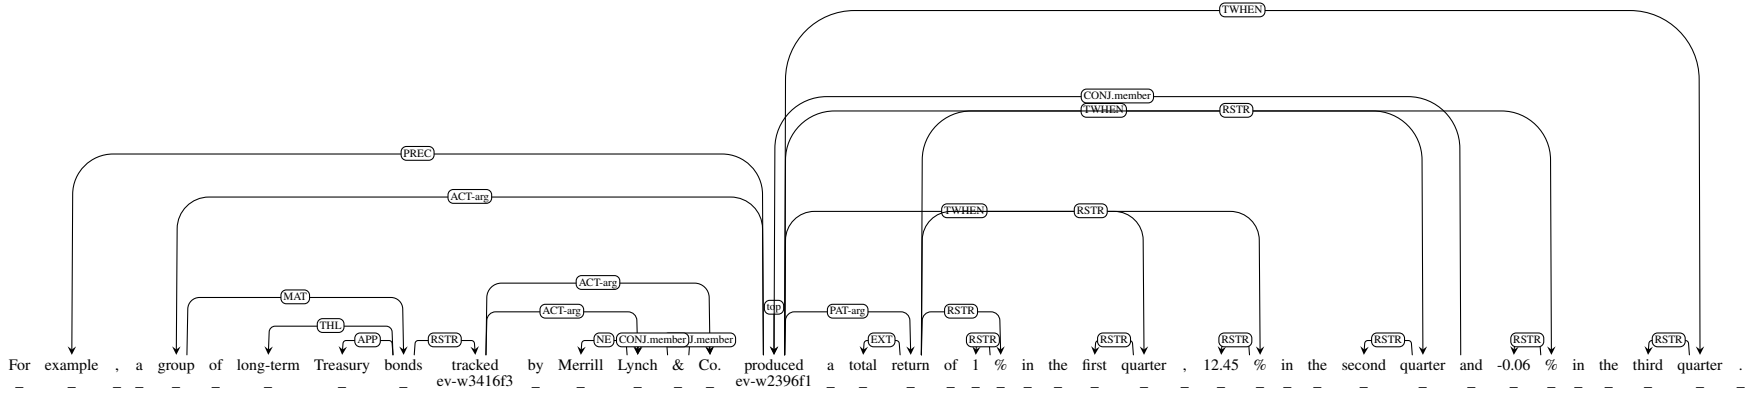 TWHEN
CONJ.member
TWHEN RSTR
PREC
ACT-arg
TWHEN RSTR
ACT-arg
MAT
top
ACT-arg PAT-arg RSTR
THL
APP RSTR NE CONJ.member J.member EXT RSTR RSTR RSTR RSTR RSTR RSTR
For example , a group of long-term Treasury bonds tracked by Merrill Lynch & Co. produced a total return of 1 % in the first quarter , 12.45 % in the second quarter and -0.06 % in the third quarter .
_ _ _ _ _ _ _ _ _ ev-w3416f3 _ _ _ _ _ ev-w2396f1 _ _ _ _ _ _ _ _ _ _ _ _ _ _ _ _ _ _ _ _ _ _ _ _ _